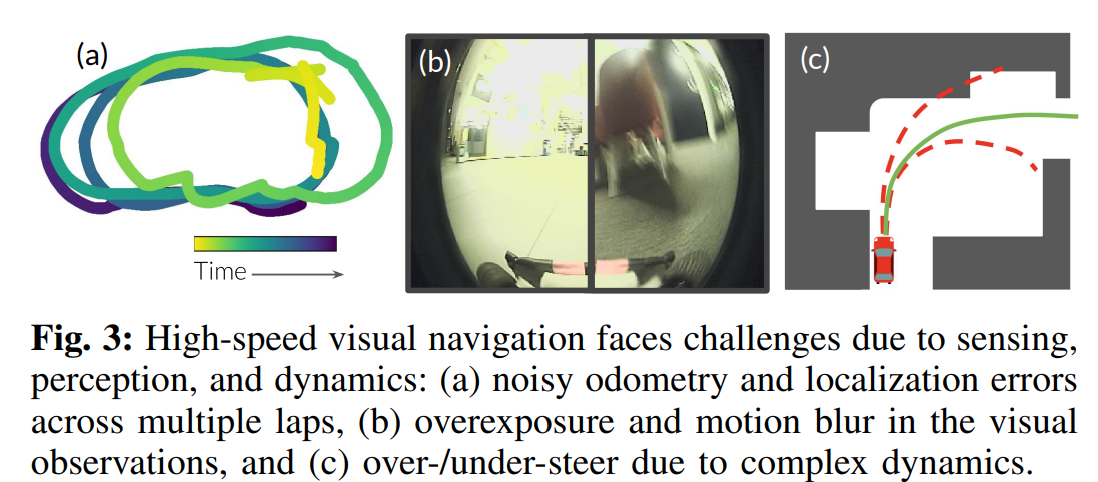 (a)
(b)
(c)
Time
Fig. 3: High-speed visual navigation faces challenges due to sensing,
perception, and dynamics: (a) noisy odometry and localization errors
across multiple laps, (b) overexposure and motion blur in the visual
observations, and (c) over-/under-steer due to complex dynamics.